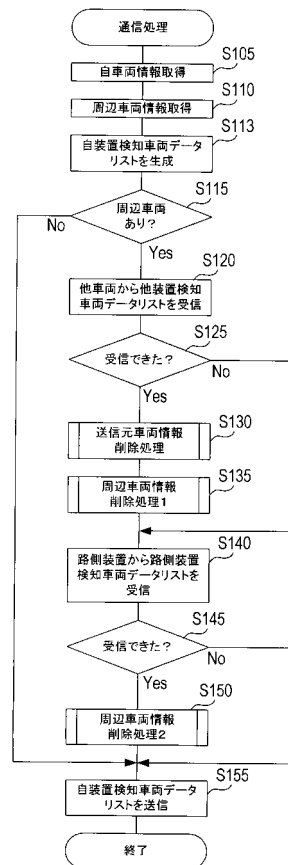 通信処理
S105
自車両情報取得
S110
周辺車両情報取得
S113
自装置検知車両データ
リストを生成
S115
周辺車両
あり?
No
Yes
S120
他車両から他装置検知
車両データリストを受信
S125
受信できた?
No
Yes
S130
送信元車両情報
削除処理
S135
周辺車両情報
削除処理1
S140
路側装置から路側装置
検知車両データリストを
受信
S145
受信できた?
No
Yes
S150
周辺車両情報
削除処理2
S155
自装置検知車両データ
リストを送信
終了